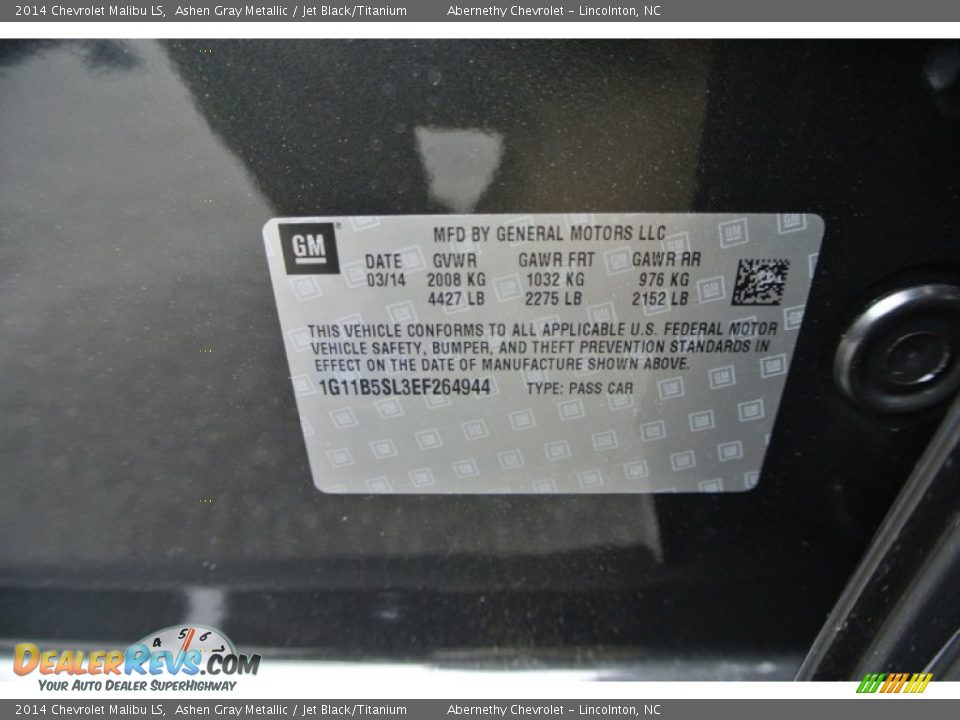 2014 Chevrolet Malibu LS, Ashen Gray Metallic / Jet Black/Titanium Abernethy Chevrolet - Lincolnton, NC
GM MFD BY GENERAL MOTORS LLC
DATE GVWR GAWR FRT GAWR RR
03/14 2008 KG 1032 KG 976 KG
4427 LB 2275 LB 2152 LB
THIS VEHICLE CONFORMS TO ALL APPLICABLE U.S. FEDERAL MOTOR
VEHICLE SAFETY, BUMPER, AND THEFT PREVENTION STANDARDS IN
EFFECT ON THE DATE OF MANUFACTURE SHOWN ABOVE.
1G11B5SL3EF264944 TYPE: PASS CAR
4 5 6
DEALERREVS.COM
YOUR AUTO DEALER SUPERHIGHWAY
2014 Chevrolet Malibu LS, Ashen Gray Metallic / Jet Black/Titanium Abernethy Chevrolet - Lincolnton, NC